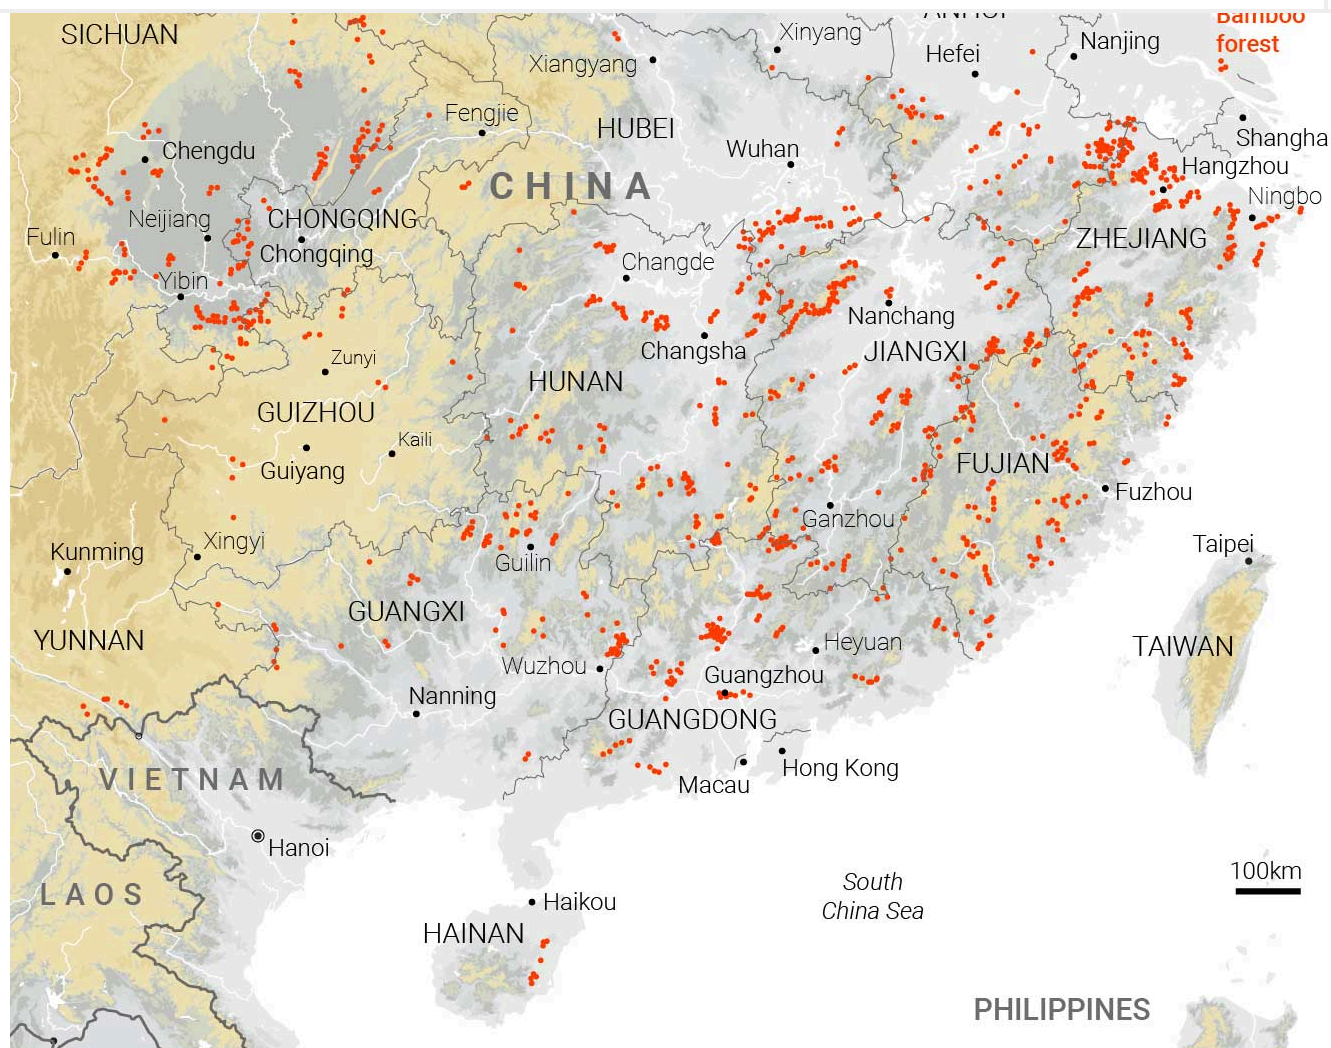 ANHUI
Bamboo
forest
SICHUAN
Xinyang
Nanjing
Hefei
Xiangyang
Fengjie
HUBEI
Shangha
Wuhan
Chengdu
Hangzhou
CHINA
Ningbo
Neijiang
CHONGQING
Fulin
ZHEJIANG
Chongqing
Changde
Yibin
Nanchang
Changsha
JIANGXI
Zunyi
HUNAN
GUIZHOU
Kaili
Guiyang
FUJIAN
Fuzhou
Ganzhou
Xingyi
Kunming
Taipei
Guilin
GUANGXI
YUNNAN
Heyuan
TAIWAN
Wuzhou
Guangzhou
Nanning
GUANGDONG
Hong Kong
VIETNAM
Macau
Hanoi
100km
South
China Sea
LAOS
Haikou
HAINAN
PHILIPPINES